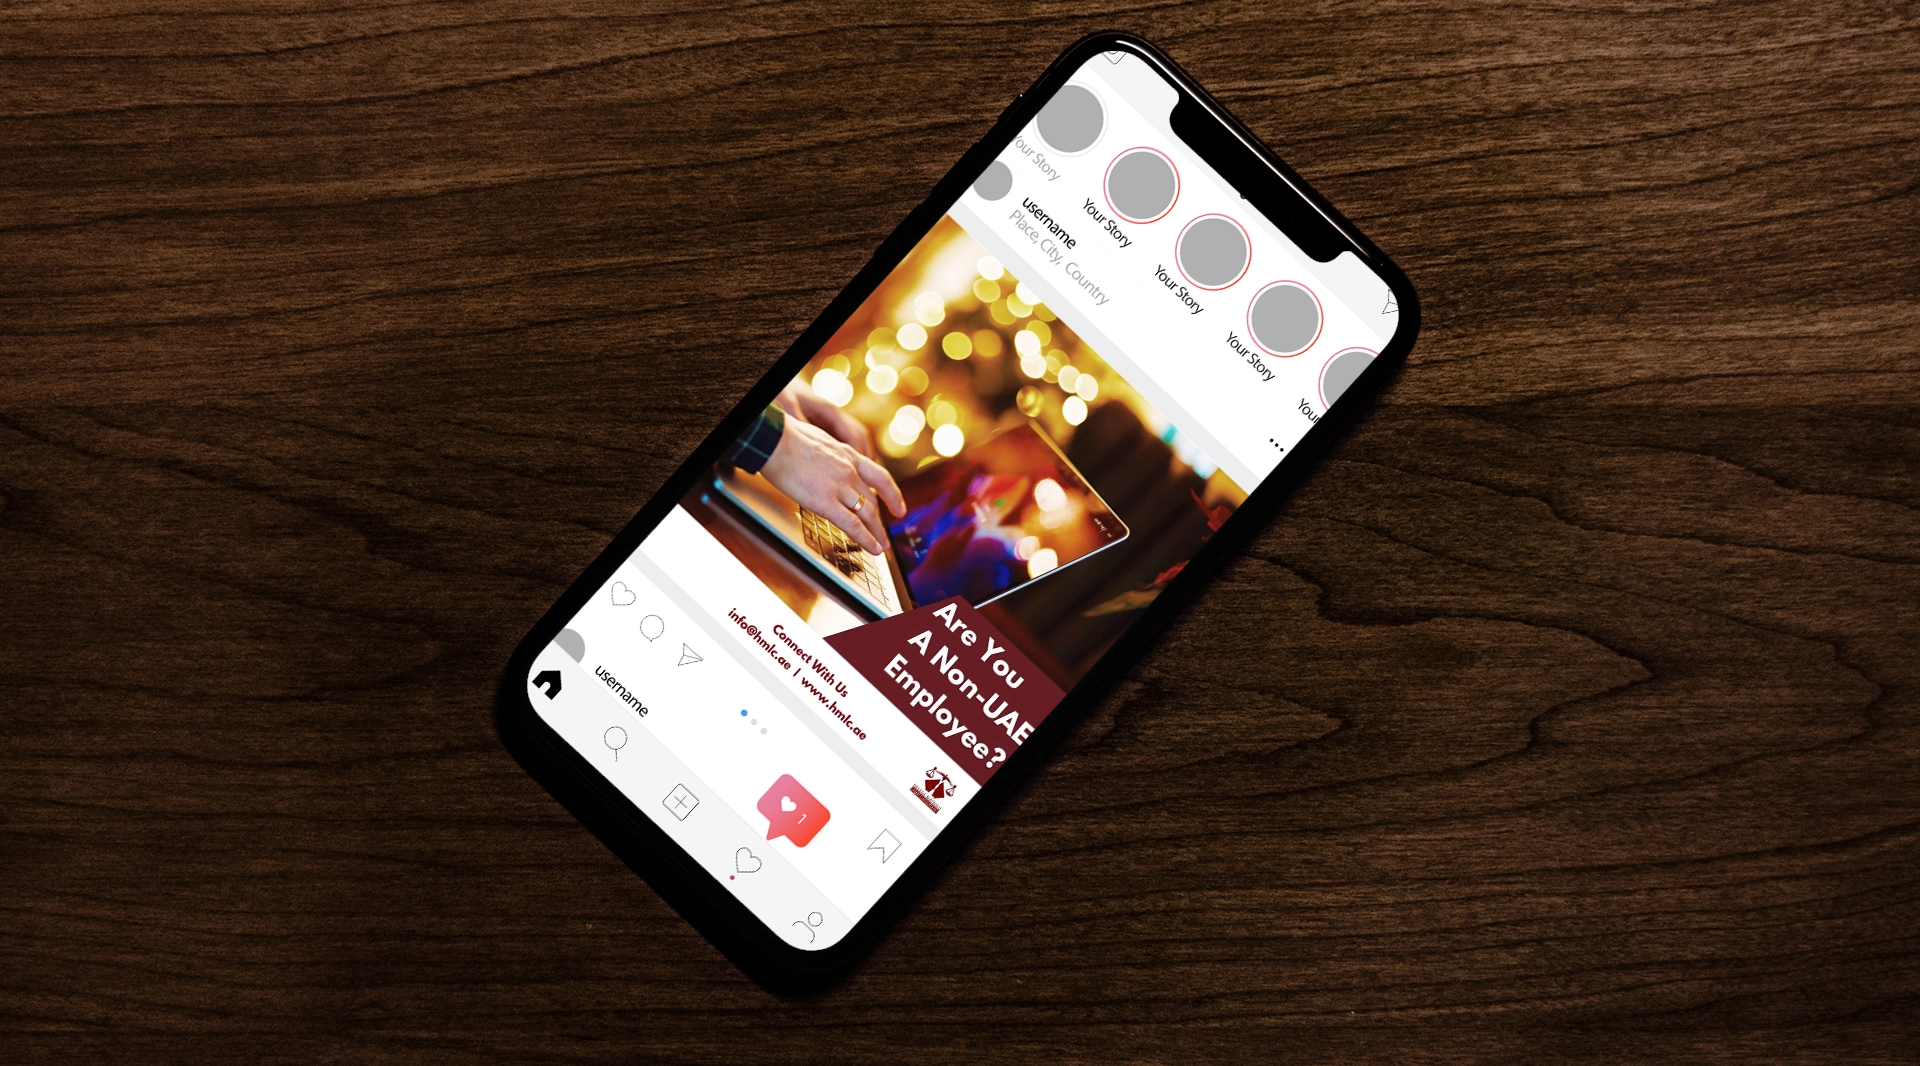 Your Story
Your Story
Your Story
Your Story
Your
username
Place, City, Country
Are You
A Non-UAE
Employee?
Connect With Us
info@hmlc.ae | www.hmlc.ae
1
username